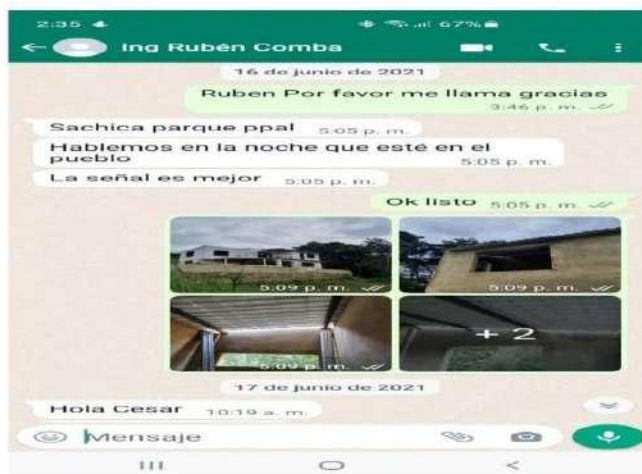 2:35
67%
Ing Rubén Comba
16 de junio de 2021
Ruben Por favor me llama gracias
3:46 p. m.
Sachica parque ppal 5:05 p. m.
Hablemos en la noche que esté en el
pueblo 5:05 p. m.
La señal es mejor 5:05 p. m.
Ok listo 5:05 p. m.
5:09 p. m.
5:09 p. m.
5:09 p. m.
+ 2
17 de junio de 2021
Hola Cesar 10:19 a. m.
Mensaje